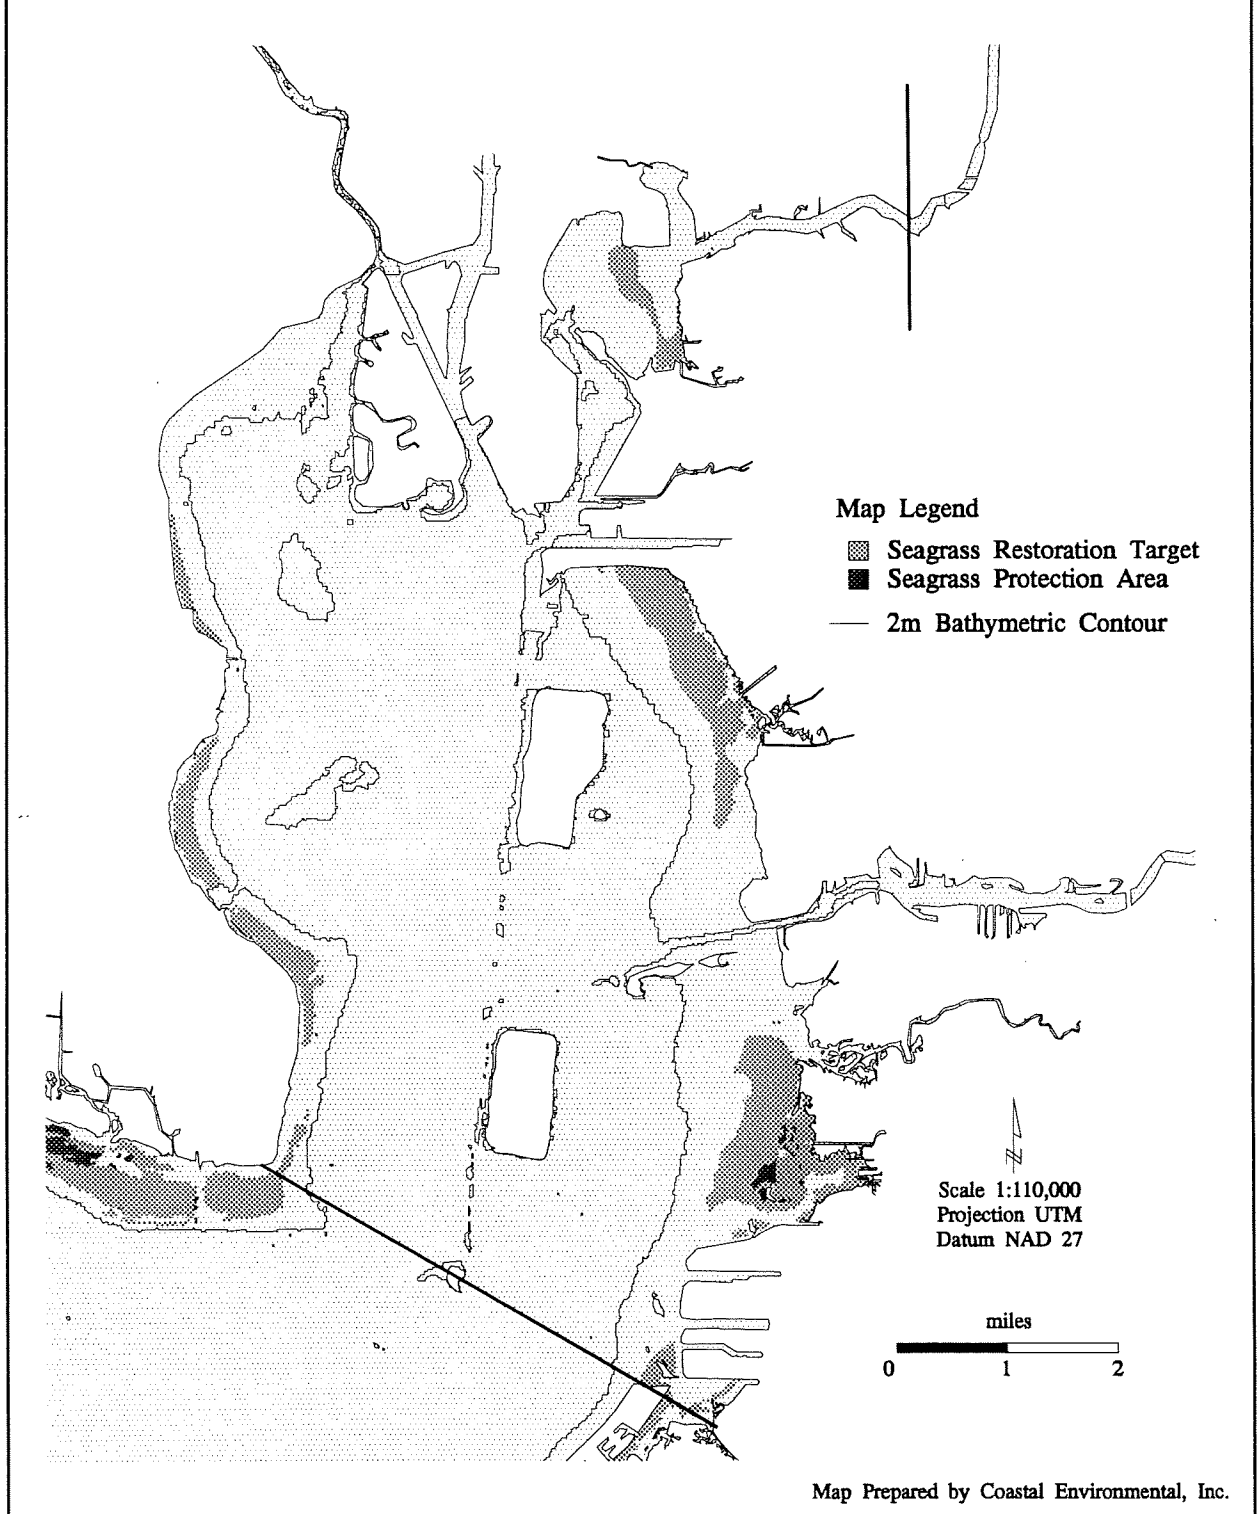 Map Legend
Seagrass Restoration Target
Seagrass Protection Area
2m Bathymetric Contour
N
Scale 1:110,000
Projection UTM
Datum NAD 27
miles
0 1 2
Map Prepared by Coastal Environmental, Inc.